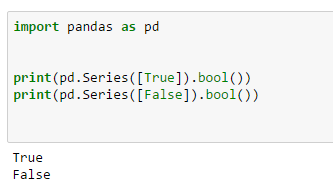 import pandas as pd
print(pd.Series([True]).bool())
print(pd.Series([False]).bool())
True
False